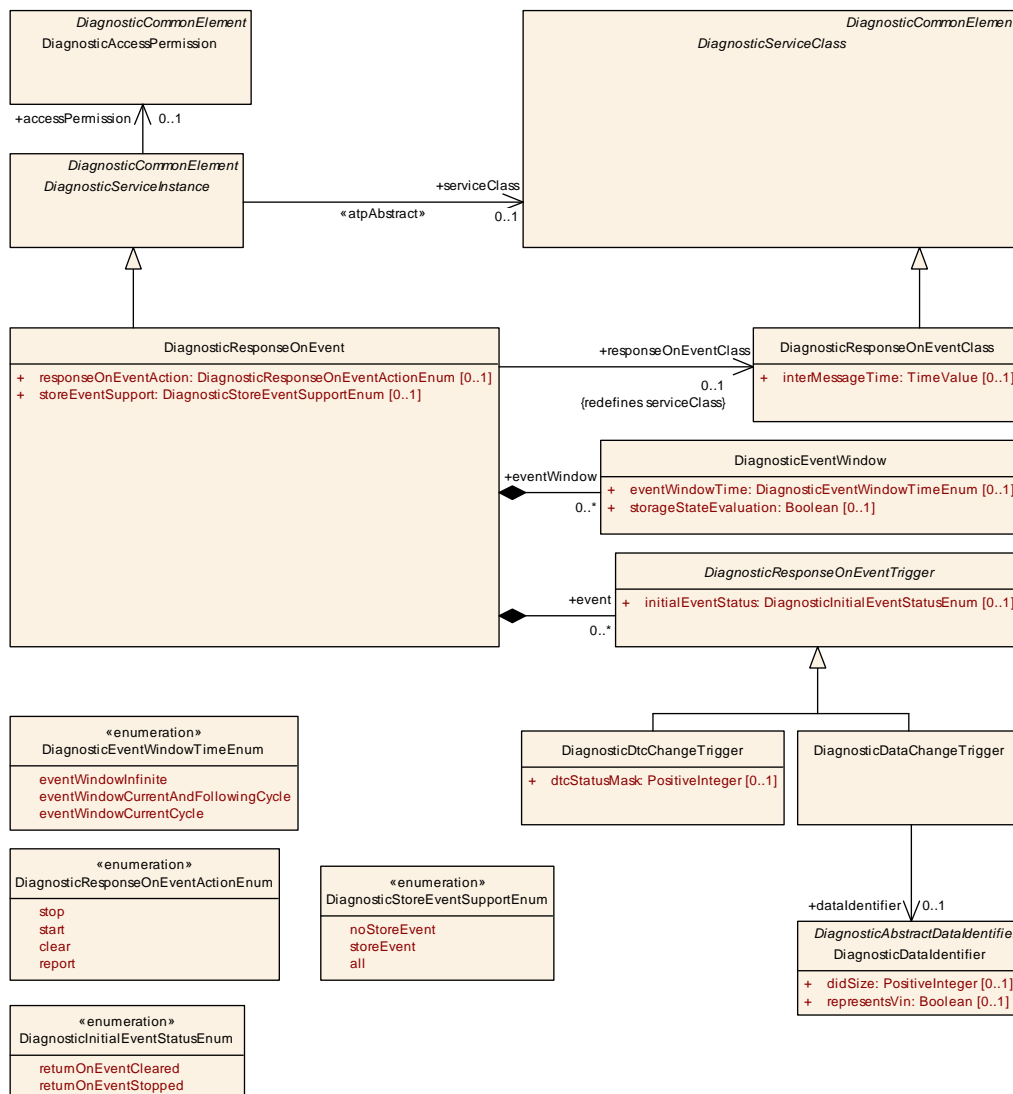 DiagnosticCommonElement
DiagnosticAccessPermission
DiagnosticCommonElemen
DiagnosticServiceClass
+accessPermission
0..1
DiagnosticCommonElement
DiagnosticServiceInstance
+serviceClass
«atpAbstract»
0..1
DiagnosticResponseOnEvent
+ responseOnEventAction: DiagnosticResponseOnEventActionEnum [0..1]
+ storeEventSupport: DiagnosticStoreEventSupportEnum [0..1]
+responseOnEventClass
0..1
{redefines serviceClass}
DiagnosticResponseOnEventClass
+ interMessageTime: TimeValue [0..1]
+eventWindow
0..*
DiagnosticEventWindow
+ eventWindowTime: DiagnosticEventWindowTimeEnum [0..1]
+ storageStateEvaluation: Boolean [0..1]
+event
0..*
DiagnosticResponseOnEventTrigger
+ initialEventStatus: DiagnosticInitialEventStatusEnum [0..1]
«enumeration»
DiagnosticEventWindowTimeEnum
eventWindowInfinite
eventWindowCurrentAndFollowingCycle
eventWindowCurrentCycle
DiagnosticDtcChangeTrigger
+ dtcStatusMask: PositiveInteger [0..1]
DiagnosticDataChangeTrigger
«enumeration»
DiagnosticResponseOnEventActionEnum
stop
start
clear
report
«enumeration»
DiagnosticStoreEventSupportEnum
noStoreEvent
storeEvent
all
+dataIdentifier
0..1
DiagnosticAbstractDataIdentifie
DiagnosticDataIdentifier
+ didSize: PositiveInteger [0..1]
+ representsVin: Boolean [0..1]
«enumeration»
DiagnosticInitialEventStatusEnum
returnOnEventCleared
returnOnEventStopped